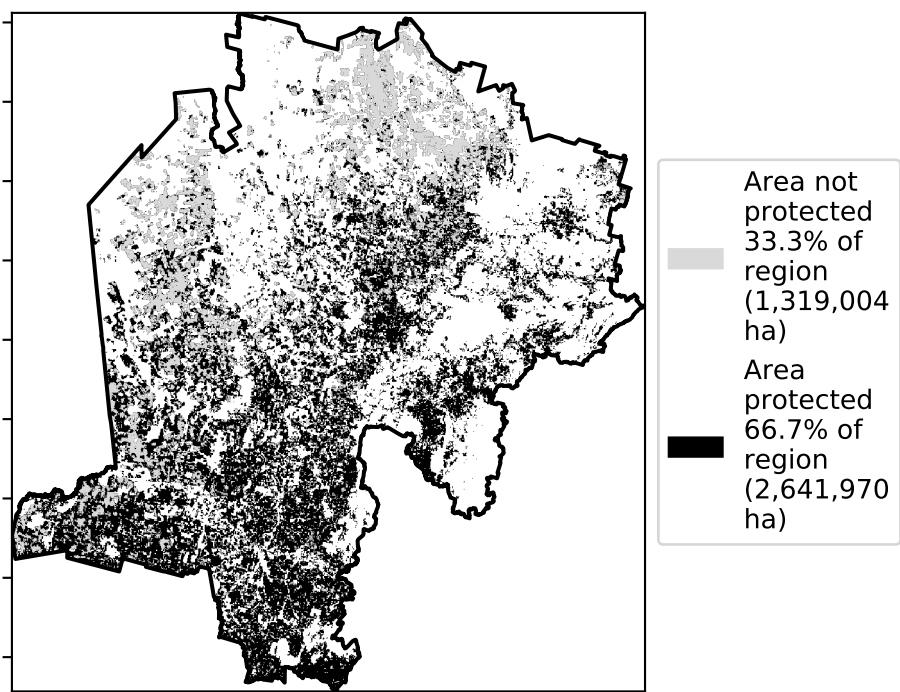 Area not
protected
33.3% of
region
(1,319,004
ha)
Area
protected
66.7% of
region
(2,641,970
ha)